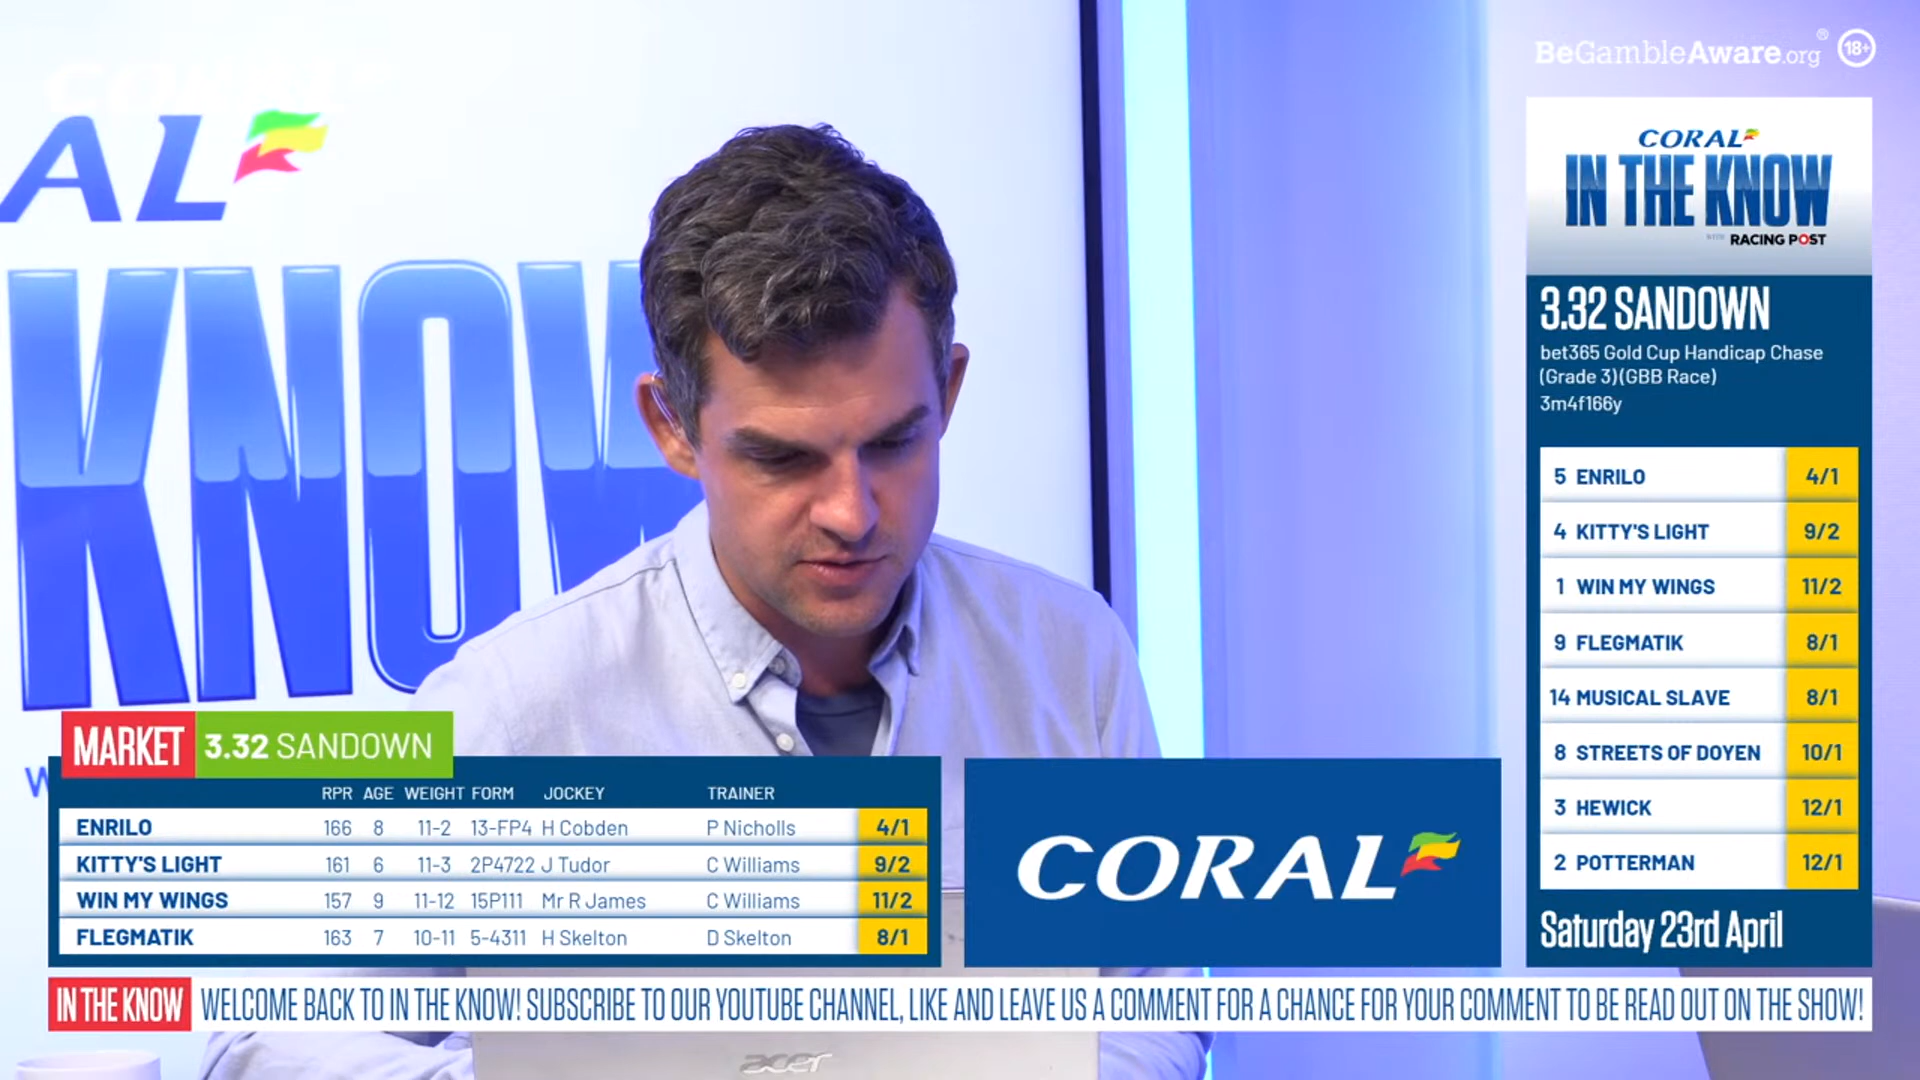 BeGambleAware.org® 18+
CORAL
AL
KNOW
CORAL
IN THE KNOW
WITH RACING POST
3.32 SANDOWN
bet365 Gold Cup Handicap Chase
(Grade 3)(GBB Race)
3m4f166y
5 ENRILO 4/1
4 KITTY'S LIGHT 9/2
1 WIN MY WINGS 11/2
9 FLEGMATIK 8/1
14 MUSICAL SLAVE 8/1
8 STREETS OF DOYEN 10/1
3 HEWICK 12/1
2 POTTERMAN 12/1
Saturday 23rd April
MARKET 3.32 SANDOWN
RPR AGE WEIGHT FORM JOCKEY TRAINER
ENRILO 166 8 11-2 13-FP4 H Cobden P Nicholls 4/1
KITTY'S LIGHT 161 6 11-3 2P4722 J Tudor C Williams 9/2
WIN MY WINGS 157 9 11-12 15P111 Mr R James C Williams 11/2
FLEGMATIK 163 7 10-11 5-4311 H Skelton D Skelton 8/1
CORAL
IN THE KNOW WELCOME BACK TO IN THE KNOW! SUBSCRIBE TO OUR YOUTUBE CHANNEL, LIKE AND LEAVE US A COMMENT FOR A CHANCE FOR YOUR COMMENT TO BE READ OUT ON THE SHOW!
acer